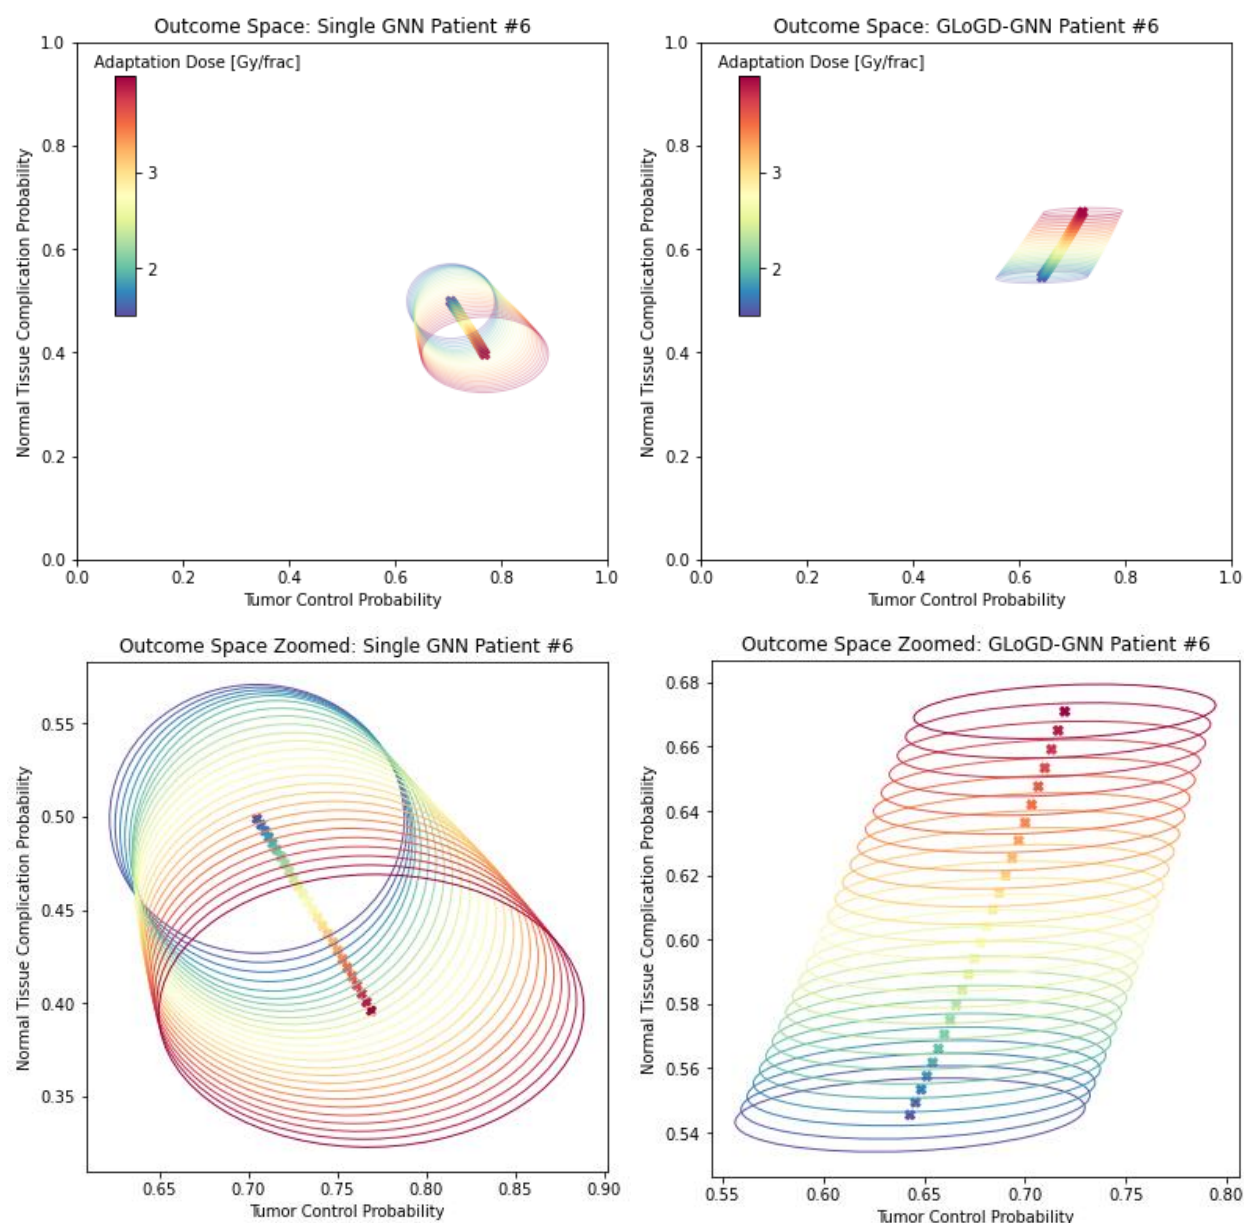 Outcome Space: Single GNN Patient #6
Adaptation Dose [Gy/frac]
3
2
1.0
0.8
0.6
0.4
0.2
0.0
Normal Tissue Complication Probability
0.0 0.2 0.4 0.6 0.8 1.0
Tumor Control Probability
Outcome Space: GLoGD-GNN Patient #6
Adaptation Dose [Gy/frac]
3
2
1.0
0.8
0.6
0.4
0.2
0.0
Normal Tissue Complication Probability
0.0 0.2 0.4 0.6 0.8 1.0
Tumor Control Probability
Outcome Space Zoomed: Single GNN Patient #6
0.55
0.50
0.45
0.40
0.35
Normal Tissue Complication Probability
0.65 0.70 0.75 0.80 0.85 0.90
Tumor Control Probability
Outcome Space Zoomed: GLoGD-GNN Patient #6
0.68
0.66
0.64
0.62
0.60
0.58
0.56
0.54
Normal Tissue Complication Probability
0.55 0.60 0.65 0.70 0.75 0.80
Tumor Control Probability